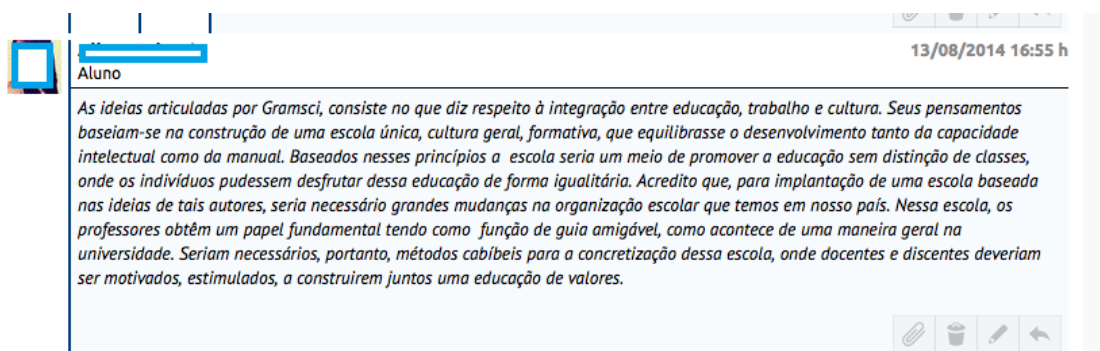 13/08/2014 16:55 h
Aluno
As ideias articuladas por Gramsci, consiste no que diz respeito à integração entre educação, trabalho e cultura. Seus pensamentos
baseiam-se na construção de uma escola única, cultura geral, formativa, que equilibrasse o desenvolvimento tanto da capacidade
intelectual como da manual. Baseados nesses princípios a escola seria um meio de promover a educação sem distinção de classes,
onde os indivíduos pudessem desfrutar dessa educação de forma igualitária. Acredito que, para implantação de uma escola baseada
nas ideias de tais autores, seria necessário grandes mudanças na organização escolar que temos em nosso país. Nessa escola, os
professores obtêm um papel fundamental tendo como função de guia amigável, como acontece de uma maneira geral na
universidade. Seriam necessários, portanto, métodos cabíbeis para a concretização dessa escola, onde docentes e discentes deveriam
ser motivados, estimulados, a construirem juntos uma educação de valores.